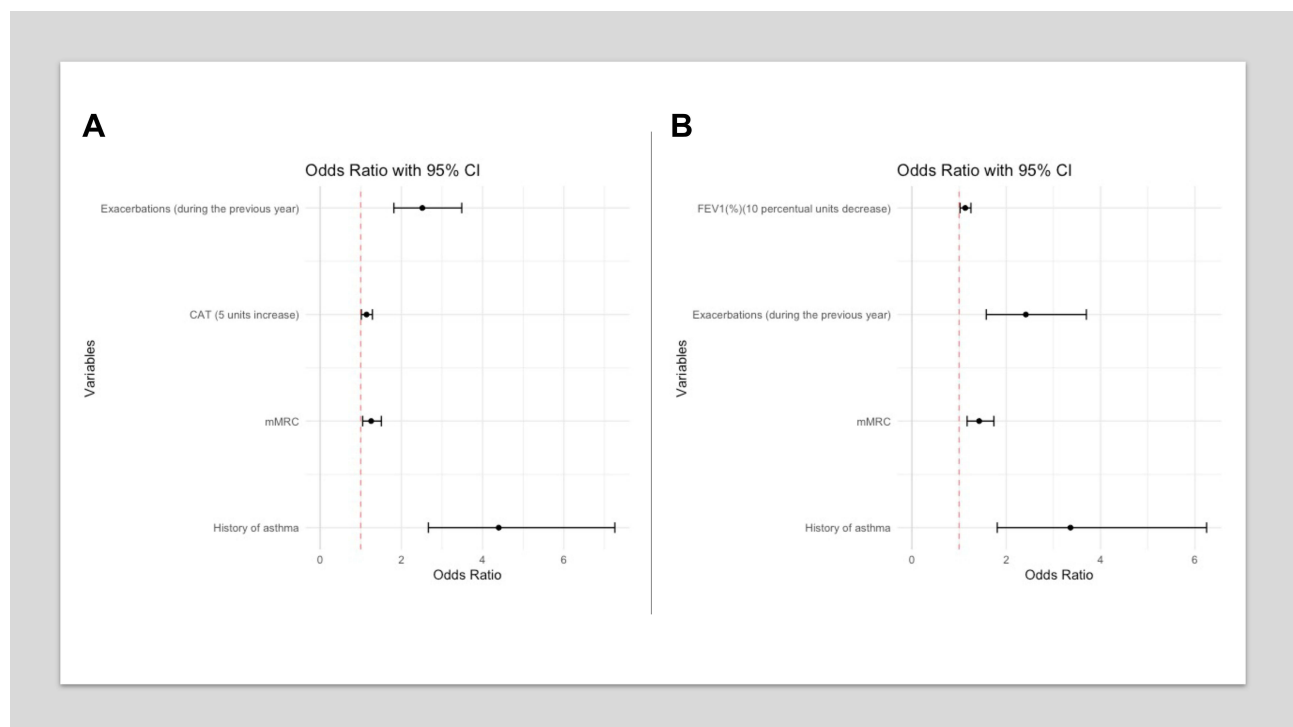 A
Odds Ratio with 95% CI
Exacerbations (during the previous year)
CAT (5 units increase)
mMRC
History of asthma
Variables
0 2 4 6
Odds Ratio
B
Odds Ratio with 95% CI
FEV1(%)(10 percentual units decrease)
Exacerbations (during the previous year)
mMRC
History of asthma
Variables
0 2 4 6
Odds Ratio